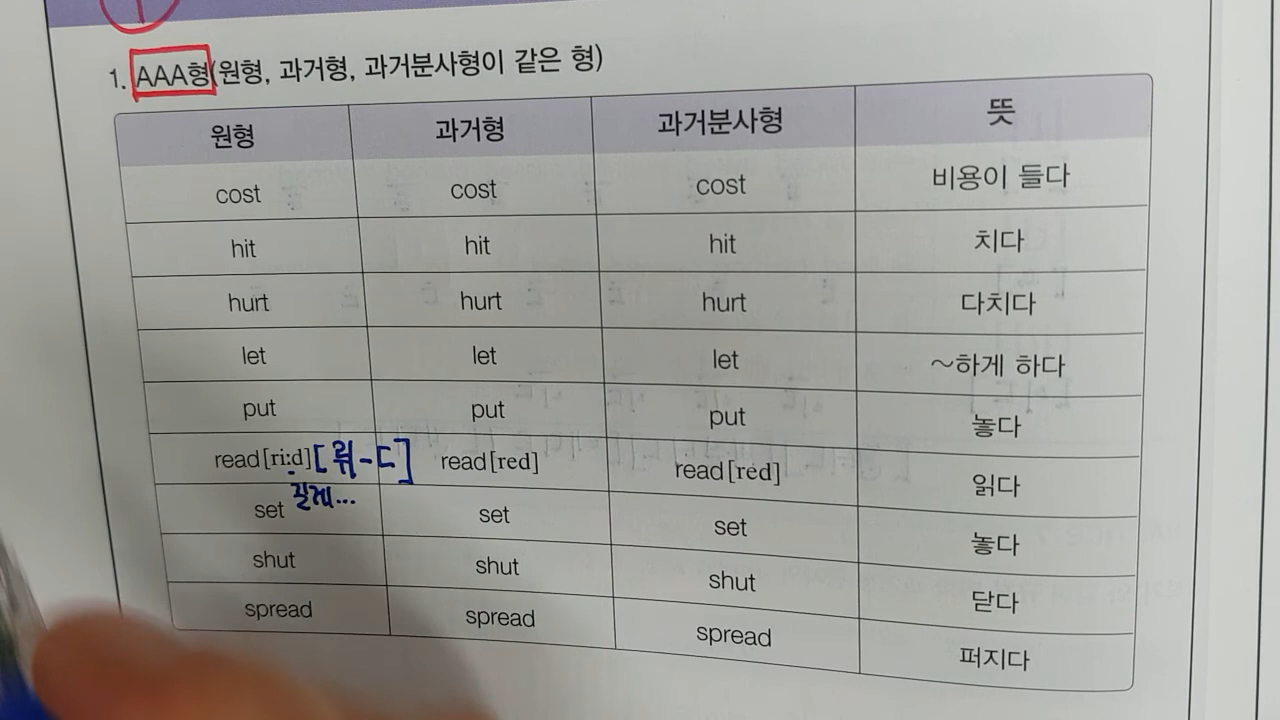 1. AAA형(원형, 과거형, 과거분사형이 같은 형)
원형 과거형 과거분사형 뜻
cost cost cost 비용이 들다
hit hit hit 치다
hurt hurt hurt 다치다
let let let ~하게 하다
put put put 놓다
read[ri:d] [뤼-드] read[red] read[red] 읽다
길게...
set set set 놓다
shut shut shut 닫다
spread spread spread 퍼지다